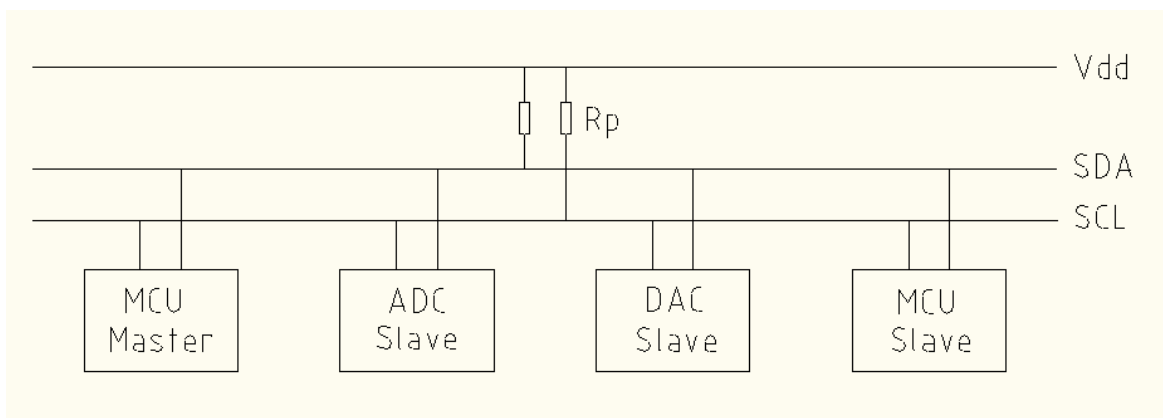 Vdd
Rp
SDA
SCL
MCU
Master
ADC
Slave
DAC
Slave
MCU
Slave